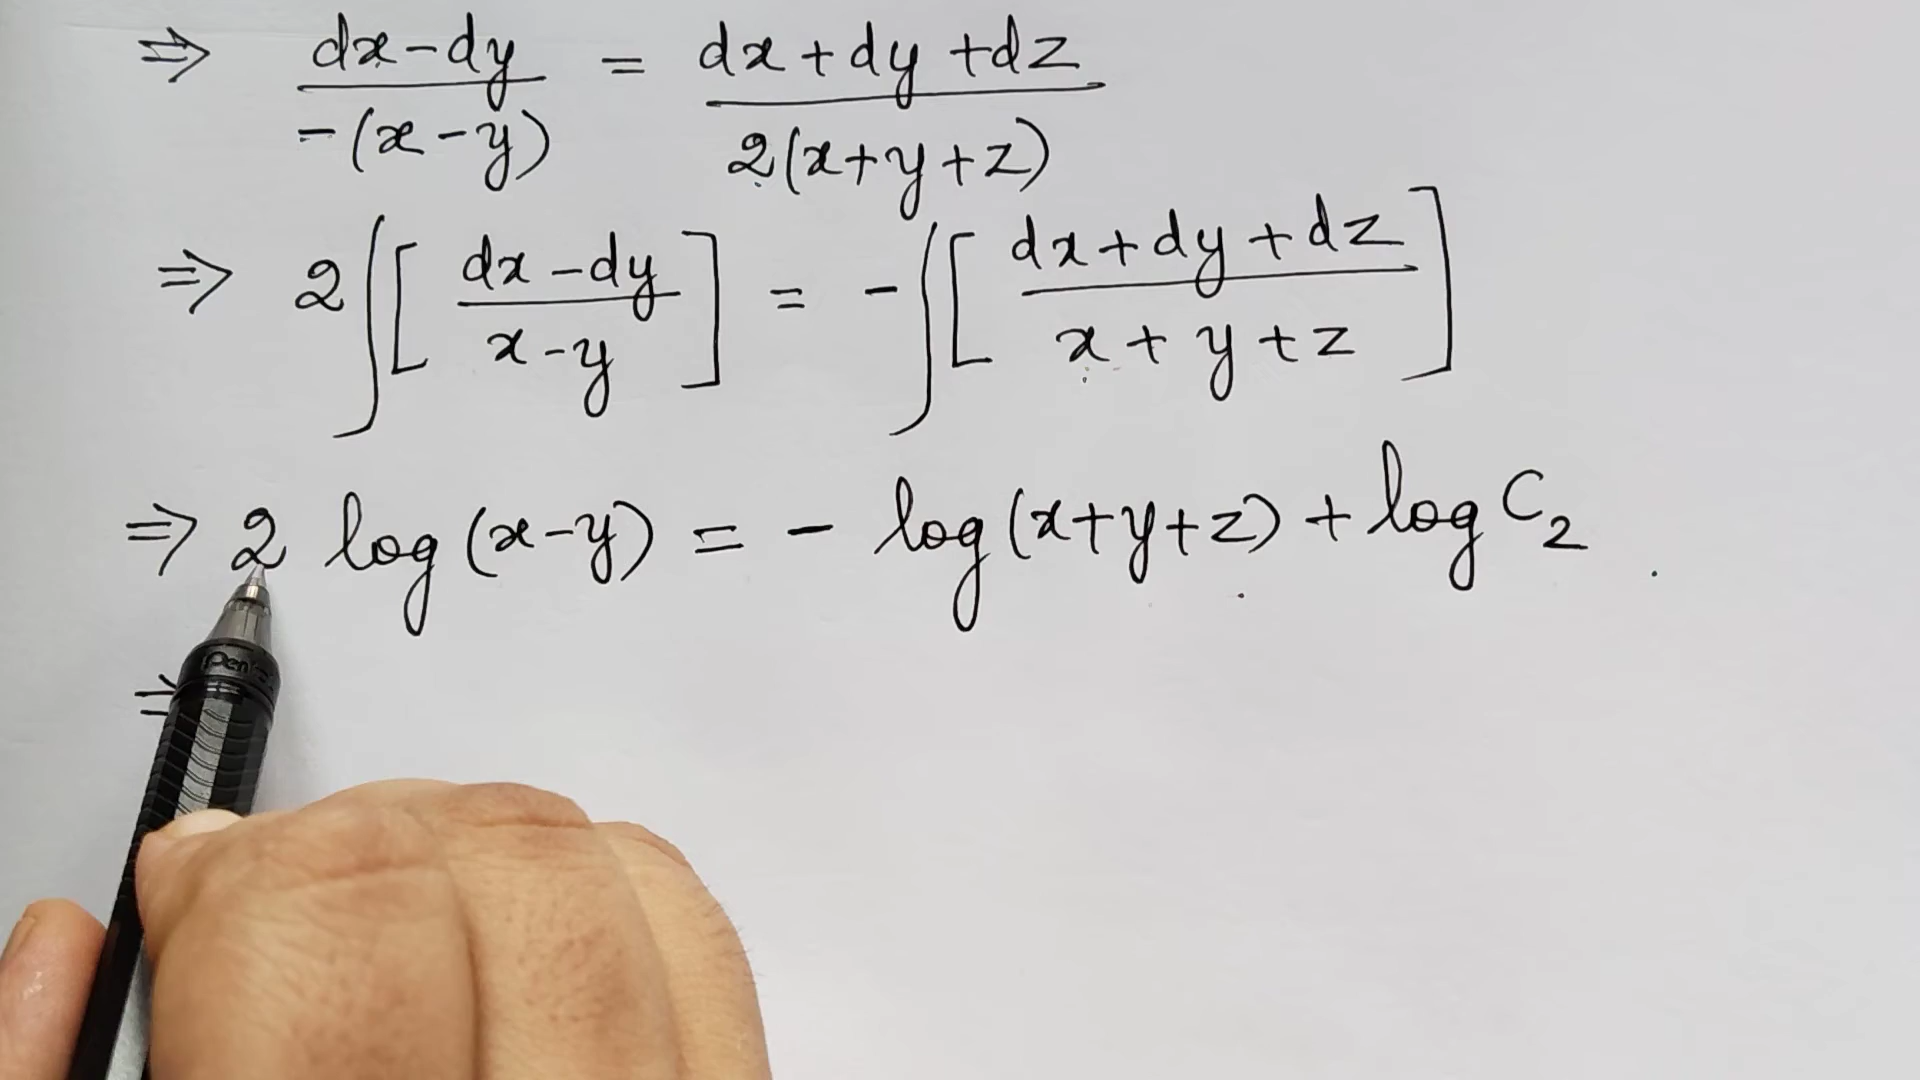 ⇒ (dx-dy)/(-(x-y)) = (dx+dy+dz)/(2(x+y+z))
⇒ 2∫[(dx-dy)/(x-y)] = -∫[(dx+dy+dz)/(x+y+z)]
⇒ 2 log(x-y) = - log(x+y+z) + log C₂
⇒